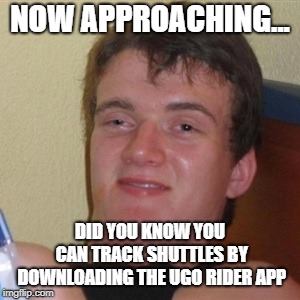 NOW APPROACHING...
DID YOU KNOW YOU
CAN TRACK SHUTTLES BY
DOWNLOADING THE UGO RIDER APP
imgflip.com